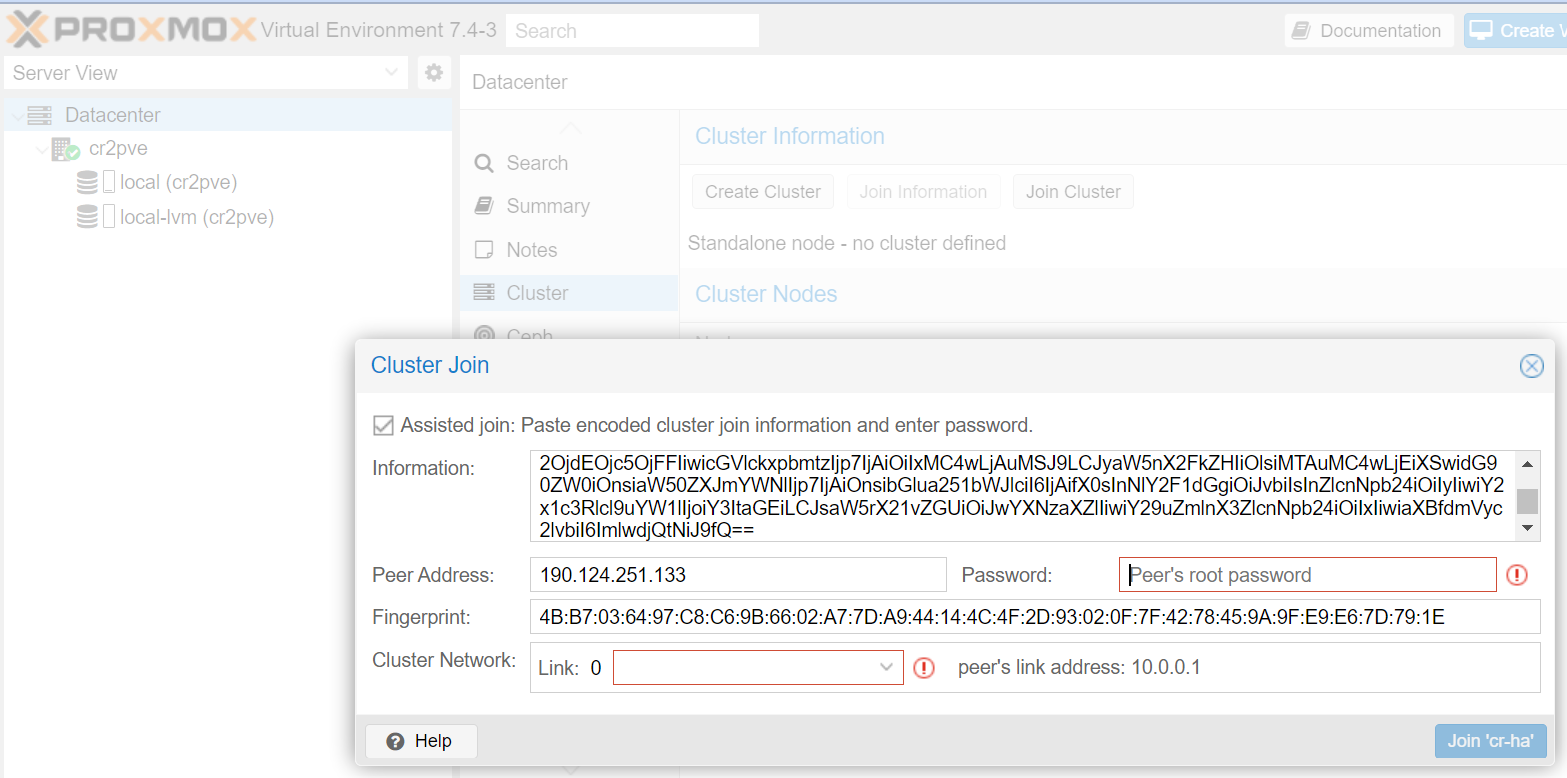 PROXMOX Virtual Environment 7.4-3 Search Documentation Create V
Server View
Datacenter
cr2pve
local (cr2pve)
local-lvm (cr2pve)
Datacenter
Search
Summary
Notes
Cluster
Ceph
Cluster Information
Create Cluster Join Information Join Cluster
Standalone node - no cluster defined
Cluster Nodes
Cluster Join
Assisted join: Paste encoded cluster join information and enter password.
Information:
2OjdEOjc5OjFFIiwicGVlckxpbmtzIjp7IjAiOiIxMC4wLjAuMSJ9LCJyaW5nX2FkZHIiOlsiMTAuMC4wLjEiXSwidG9
0ZW0iOnsiaW50ZXJmYWNlIjp7IjAiOnsibGlua251bWJlciI6IjAifX0sInNlY2F1dGgiOiJvbiIsInZlcnNpb24iOiIyIiwiY2
x1c3Rlcl9uYW1lIjoiY3ItaGEiLCJsaW5rX21vZGUiOiJwYXNzaXZlIiwiY29uZmlnX3ZlcnNpb24iOiIxIiwiaXBfdmVyc
2lvbiI6ImlwdjQtNiJ9fQ==
Peer Address: 190.124.251.133 Password: Peer's root password
Fingerprint: 4B:B7:03:64:97:C8:C6:9B:66:02:A7:7D:A9:44:14:4C:4F:2D:93:02:0F:7F:42:78:45:9A:9F:E9:E6:7D:79:1E
Cluster Network: Link: 0 peer's link address: 10.0.0.1
Help Join 'cr-ha'